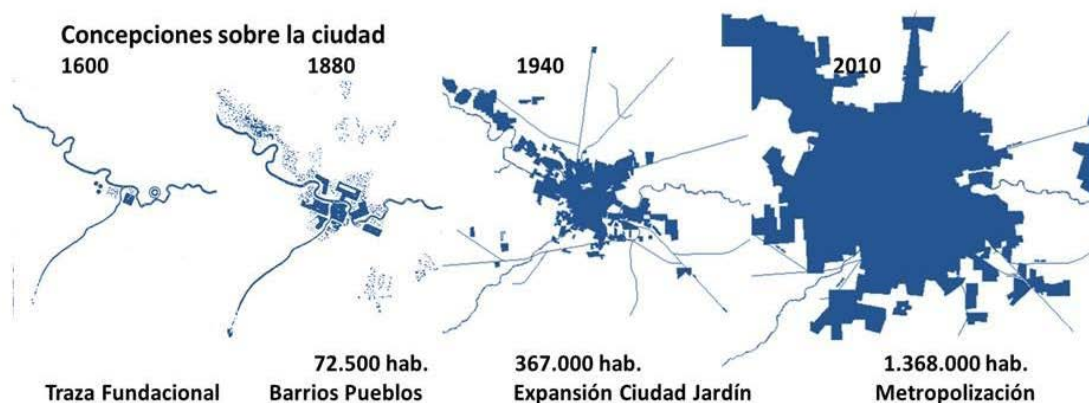 Concepciones sobre la ciudad
1600 1880 1940 2010
72.500 hab. 367.000 hab. 1.368.000 hab.
Traza Fundacional Barrios Pueblos Expansión Ciudad Jardín Metropolización